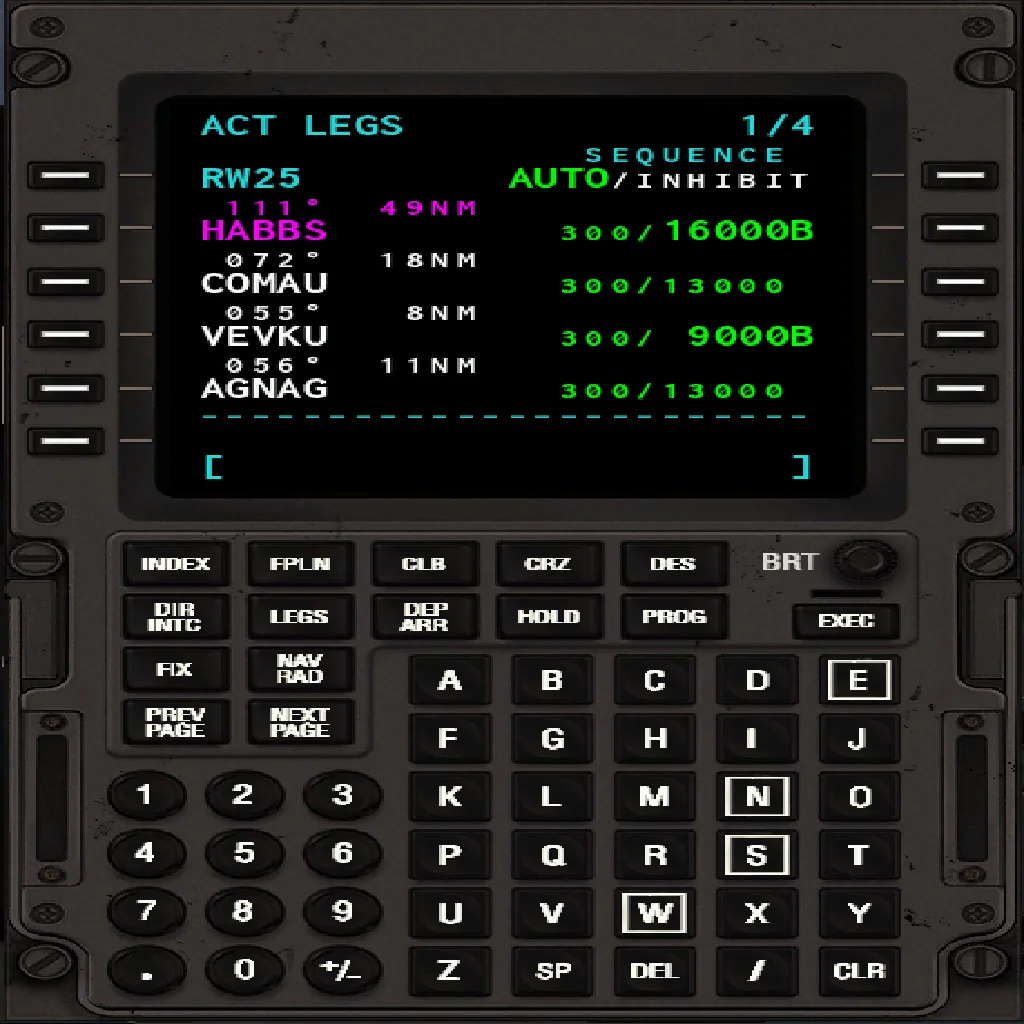 ACT LEGS 1/4
SEQUENCE
RW25 AUTO/INHIBIT
111° 49NM
HABBS 300/16000B
072° 18NM
COMAU 300/13000
055° 8NM
VEVKU 300/ 9000B
056° 11NM
AGNAG 300/13000
------------------------
[ ]
INDEX FPLN CLB CRZ DES BRT
DIR INTC LEGS DEP ARR HOLD PROG EXEC
FIX NAV RAD
A B C D E
PREV PAGE NEXT PAGE
F G H I J
1 2 3 K L M N O
4 5 6 P Q R S T
7 8 9 U V W X Y
. 0 +/- Z SP DEL / CLR